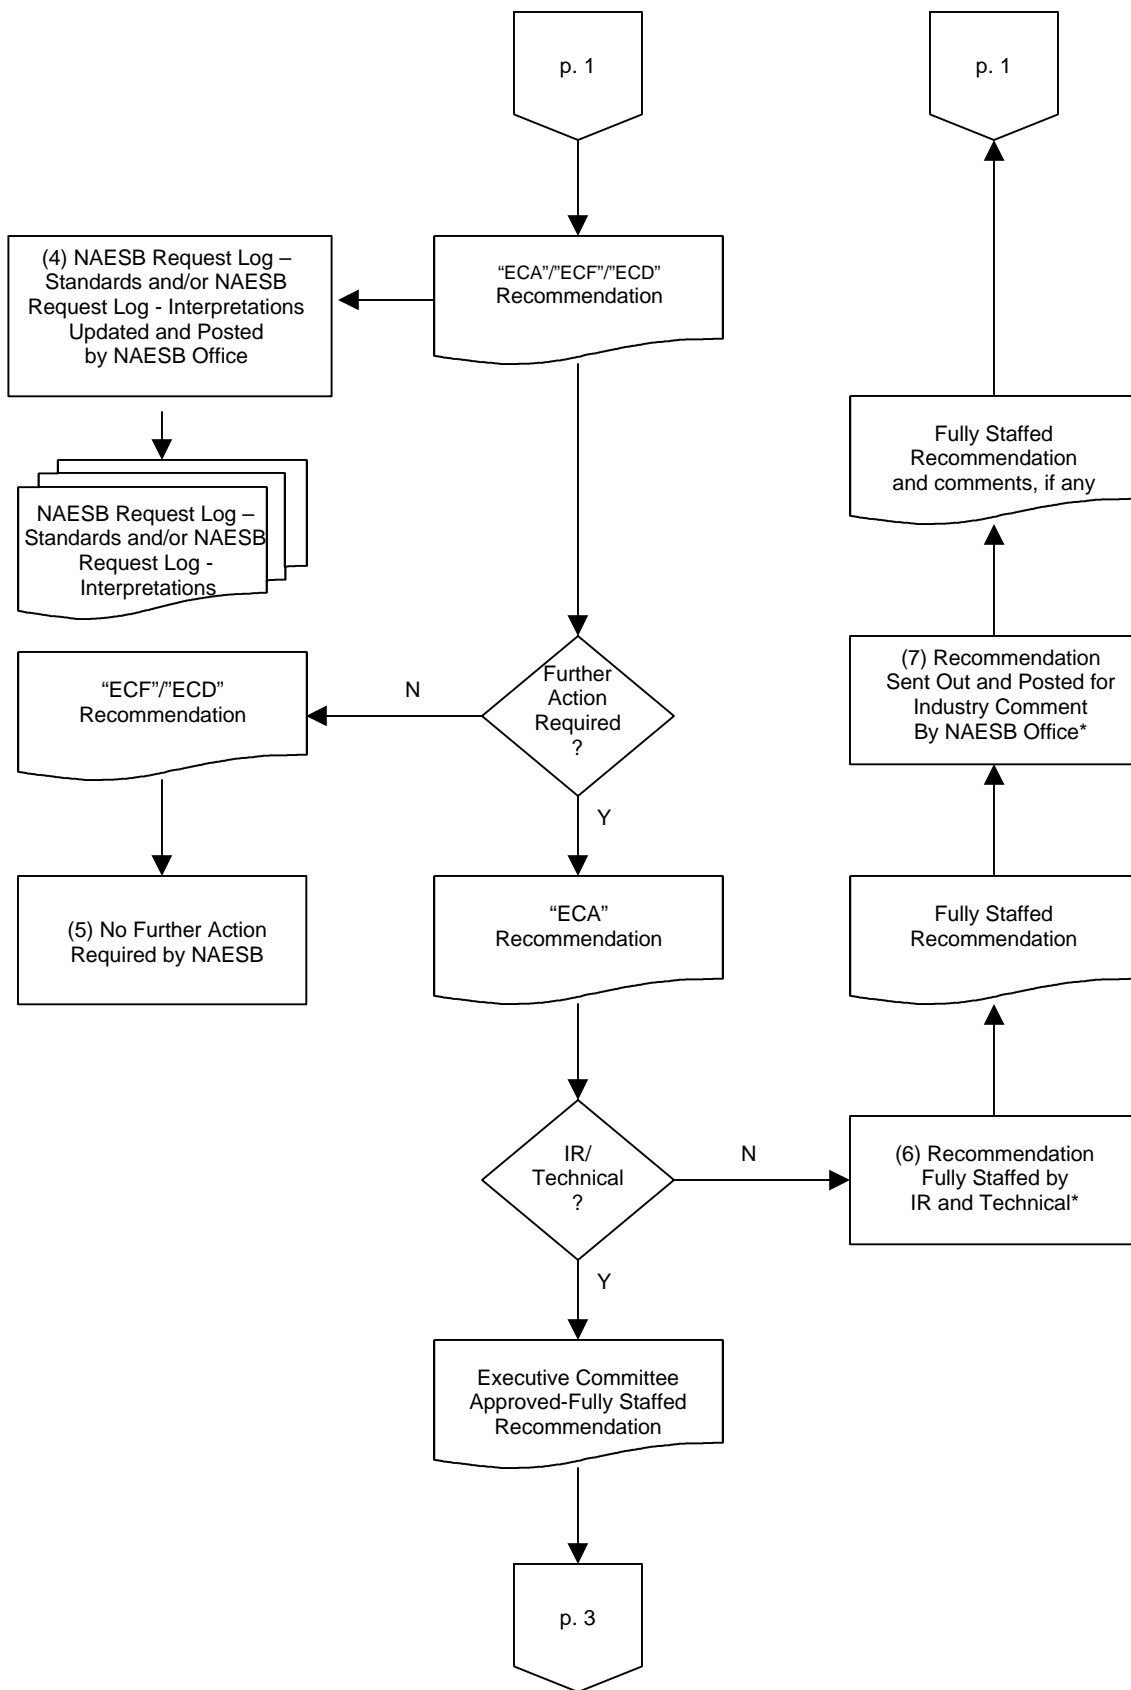 p. 1
p. 1
(4) NAESB Request Log –
Standards and/or NAESB
Request Log - Interpretations
Updated and Posted
by NAESB Office
“ECA”/”ECF”/”ECD”
Recommendation
NAESB Request Log –
Standards and/or NAESB
Request Log -
Interpretations
Fully Staffed
Recommendation
and comments, if any
“ECF”/”ECD”
Recommendation
N
Further
Action
Required
?
Y
(7) Recommendation
Sent Out and Posted for
Industry Comment
By NAESB Office*
(5) No Further Action
Required by NAESB
“ECA”
Recommendation
Fully Staffed
Recommendation
IR/
Technical
?
N
Y
(6) Recommendation
Fully Staffed by
IR and Technical*
Executive Committee
Approved-Fully Staffed
Recommendation
p. 3